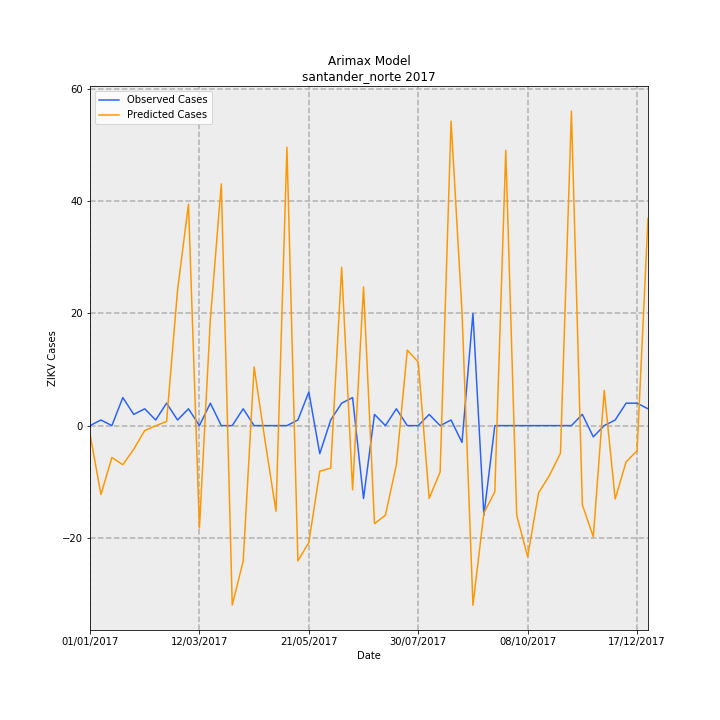 Arimax Model
santander_norte 2017
Observed Cases
Predicted Cases
60
40
20
0
−20
ZIKV Cases
01/01/2017
12/03/2017
21/05/2017
30/07/2017
08/10/2017
17/12/2017
Date